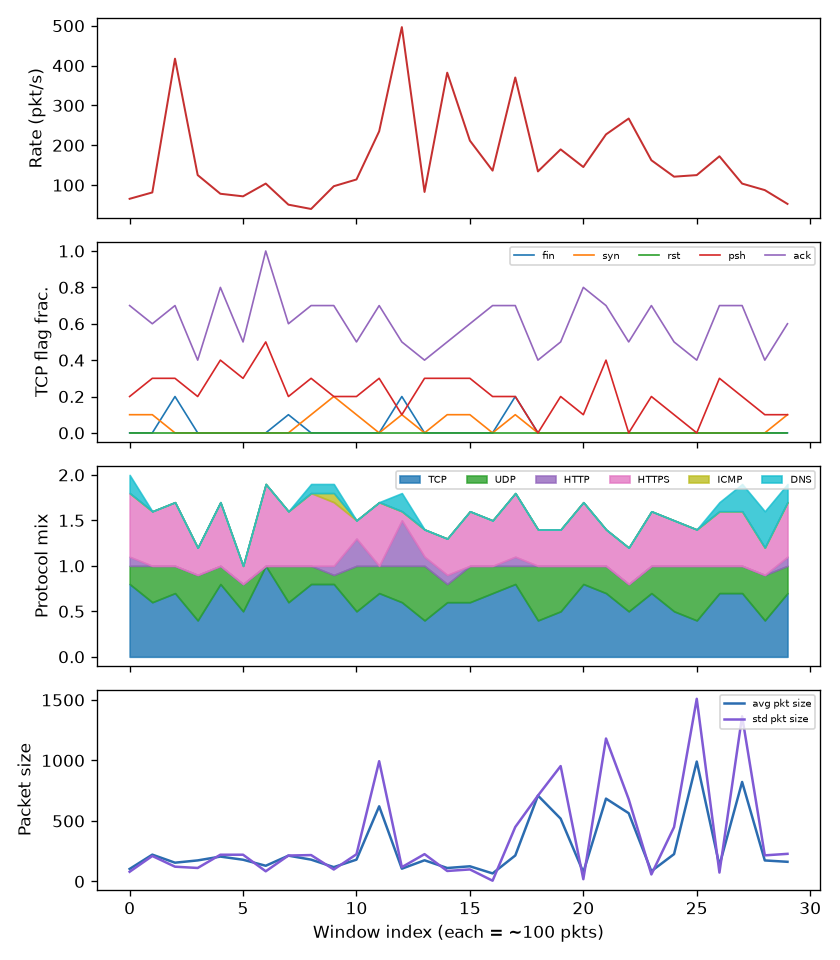 500
400
300
200
100
Rate (pkt/s)
1.0
0.8
0.6
0.4
0.2
0.0
TCP flag frac.
fin syn rst psh ack
2.0
1.5
1.0
0.5
0.0
Protocol mix
TCP UDP HTTP HTTPS ICMP DNS
1500
1000
500
0
Packet size
avg pkt size
std pkt size
0 5 10 15 20 25 30
Window index (each = ~100 pkts)